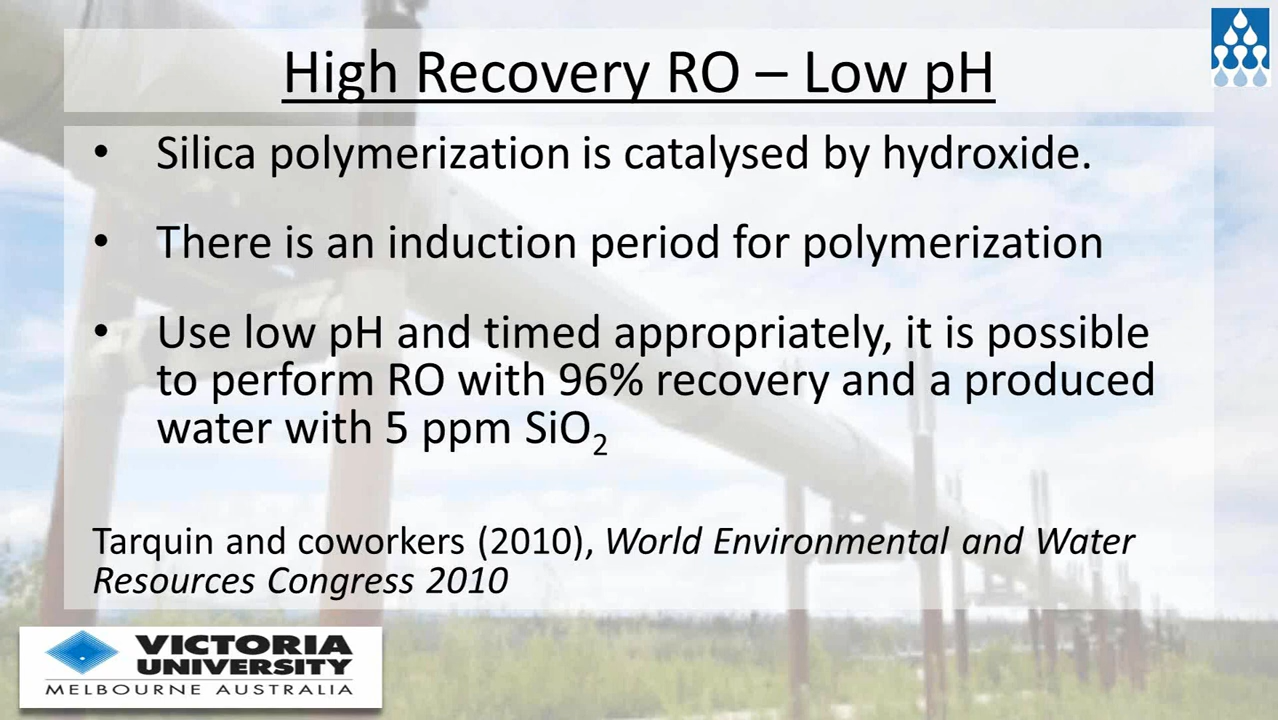 High Recovery RO – Low pH
• Silica polymerization is catalysed by hydroxide.
• There is an induction period for polymerization
• Use low pH and timed appropriately, it is possible
to perform RO with 96% recovery and a produced
water with 5 ppm SiO₂
Tarquin and coworkers (2010), World Environmental and Water
Resources Congress 2010
VICTORIA
UNIVERSITY
MELBOURNE AUSTRALIA